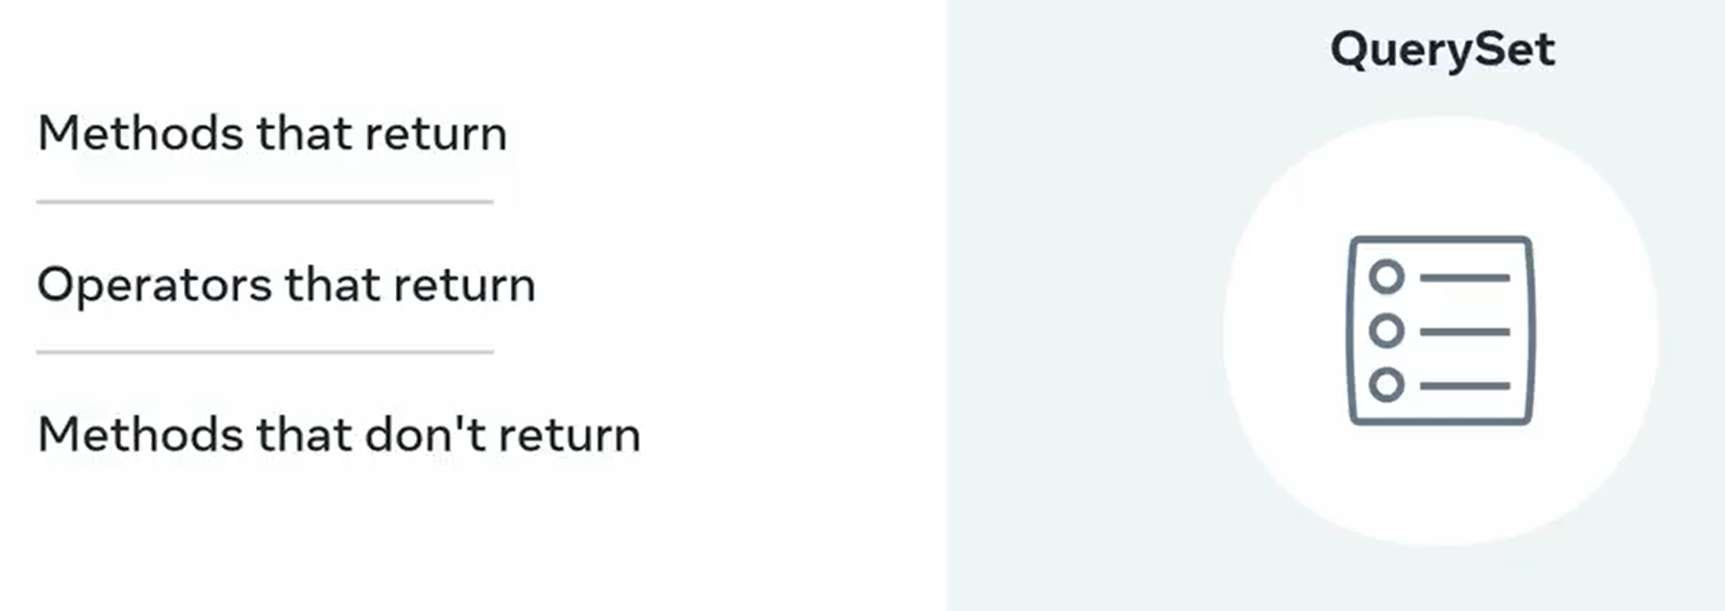 Methods that return
Operators that return
Methods that don't return
QuerySet